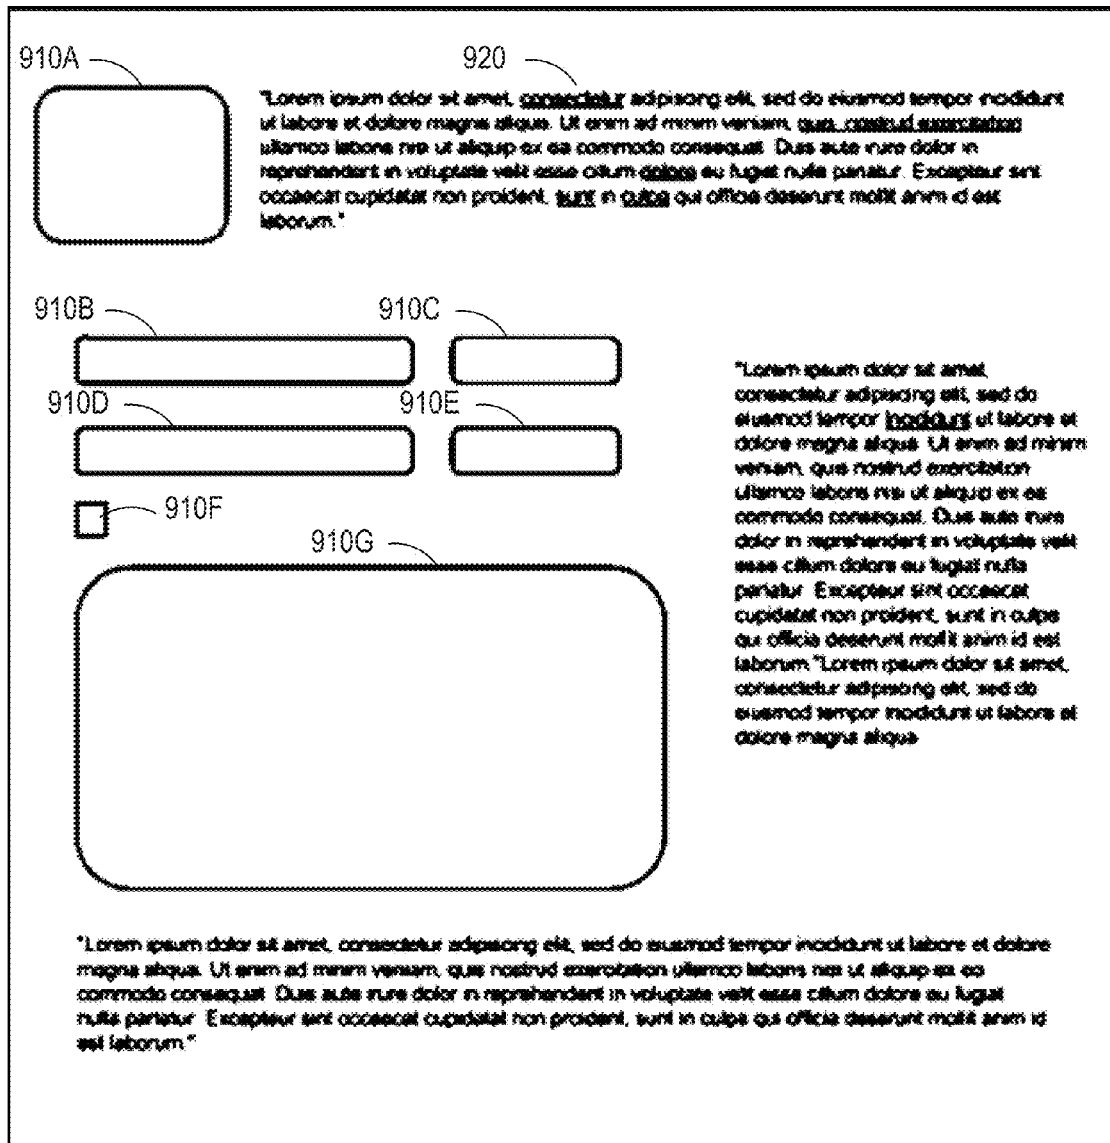 910A
920
"Lorem ipsum dolor sit amet, consectetur adipiscing elit, sed do eiusmod tempor incididunt
ut labore et dolore magna aliqua. Ut enim ad minim veniam, quis nostrud exercitation
ullamco laboris nisi ut aliquip ex ea commodo consequat. Duis aute irure dolor in
reprehenderit in voluptate velit esse cillum dolore eu fugiat nulla pariatur. Excepteur sint
occaecat cupidatat non proident, sunt in culpa qui officia deserunt mollit anim id est
laborum."
910B
910C
910D
910E
910F
910G
"Lorem ipsum dolor sit amet,
consectetur adipiscing elit, sed do
eiusmod tempor incididunt ut labore et
dolore magna aliqua. Ut enim ad minim
veniam, quis nostrud exercitation
ullamco laboris nisi ut aliquip ex ea
commodo consequat. Duis aute irure
dolor in reprehenderit in voluptate velit
esse cillum dolore eu fugiat nulla
pariatur. Excepteur sint occaecat
cupidatat non proident, sunt in culpa
qui officia deserunt mollit anim id est
laborum."Lorem ipsum dolor sit amet,
consectetur adipiscing elit, sed do
eiusmod tempor incididunt ut labore et
dolore magna aliqua.
"Lorem ipsum dolor sit amet, consectetur adipiscing elit, sed do eiusmod tempor incididunt ut labore et dolore
magna aliqua. Ut enim ad minim veniam, quis nostrud exercitation ullamco laboris nisi ut aliquip ex ea
commodo consequat. Duis aute irure dolor in reprehenderit in voluptate velit esse cillum dolore eu fugiat
nulla pariatur. Excepteur sint occaecat cupidatat non proident, sunt in culpa qui officia deserunt mollit anim id
est laborum."